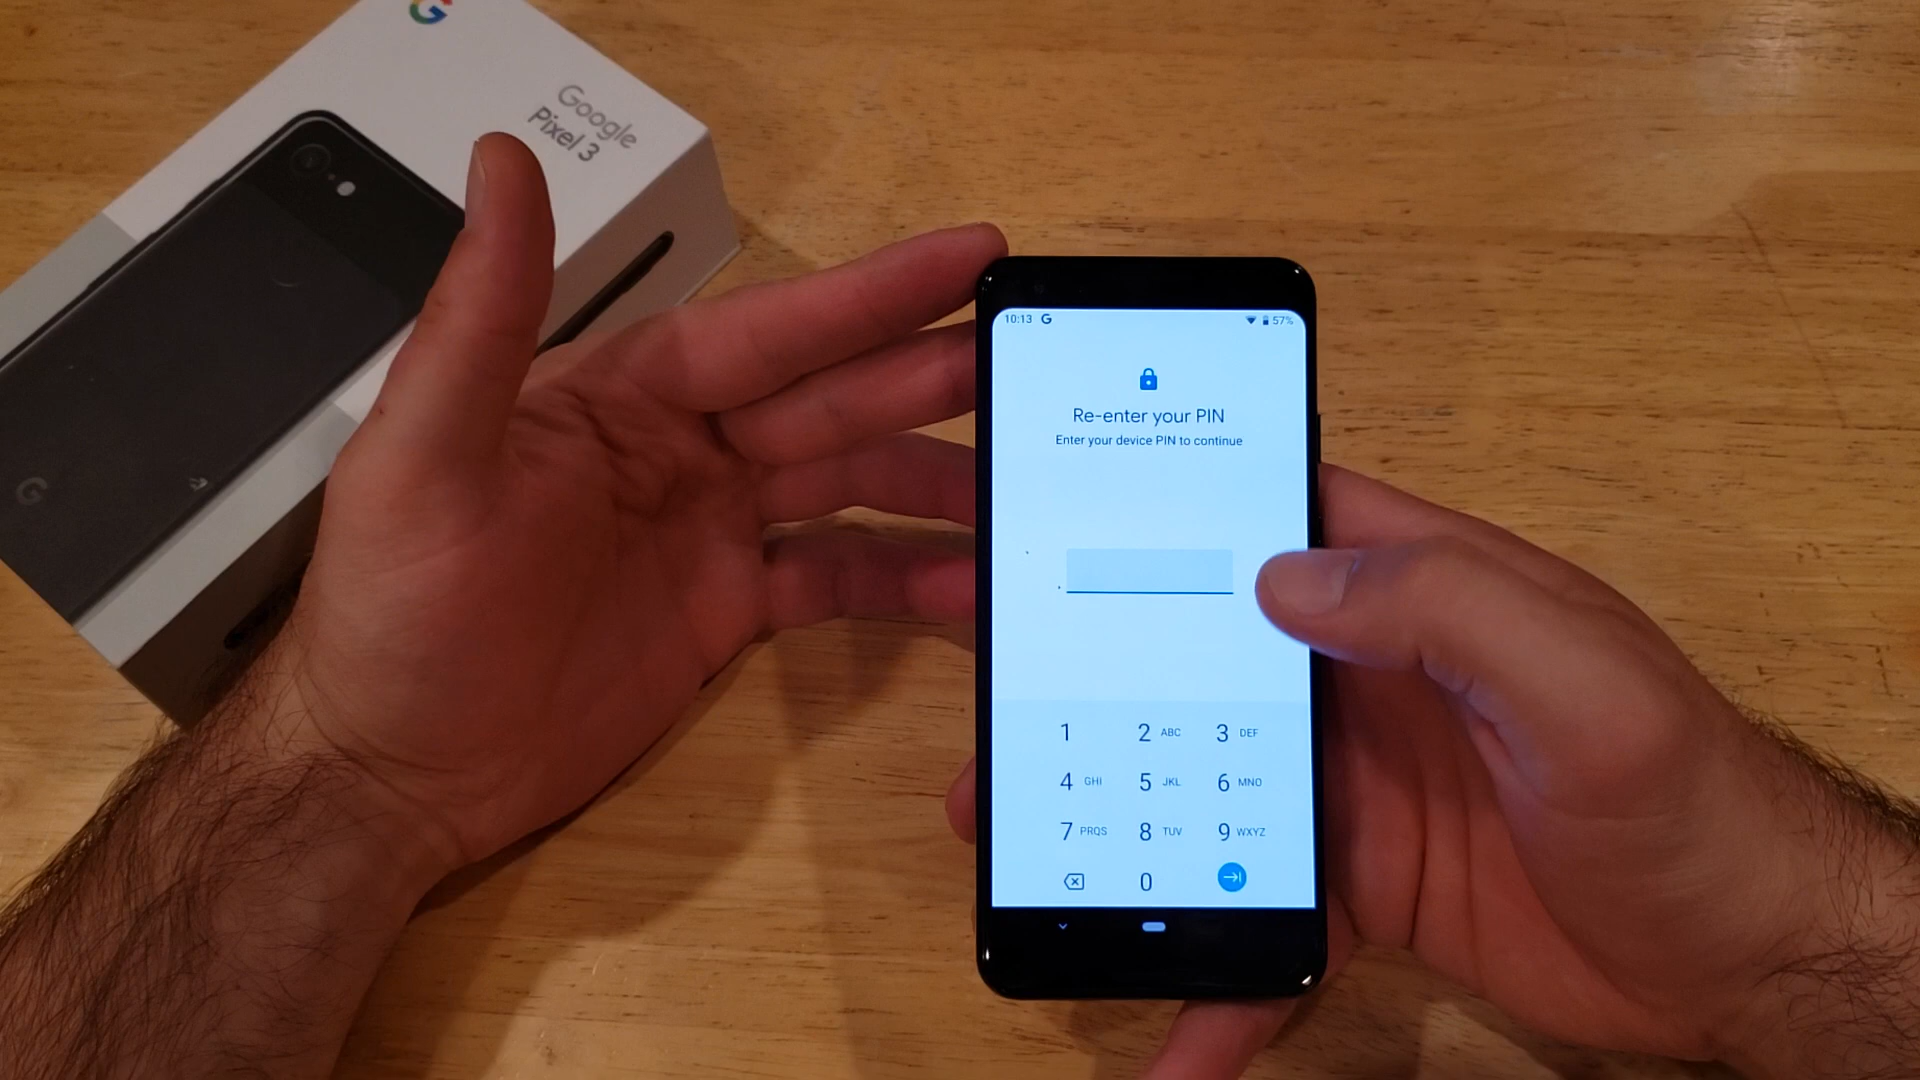 Google
Pixel 3
10:13 G 57%
Re-enter your PIN
Enter your device PIN to continue
1 2 ABC 3 DEF
4 GHI 5 JKL 6 MNO
7 PRQS 8 TUV 9 WXYZ
0